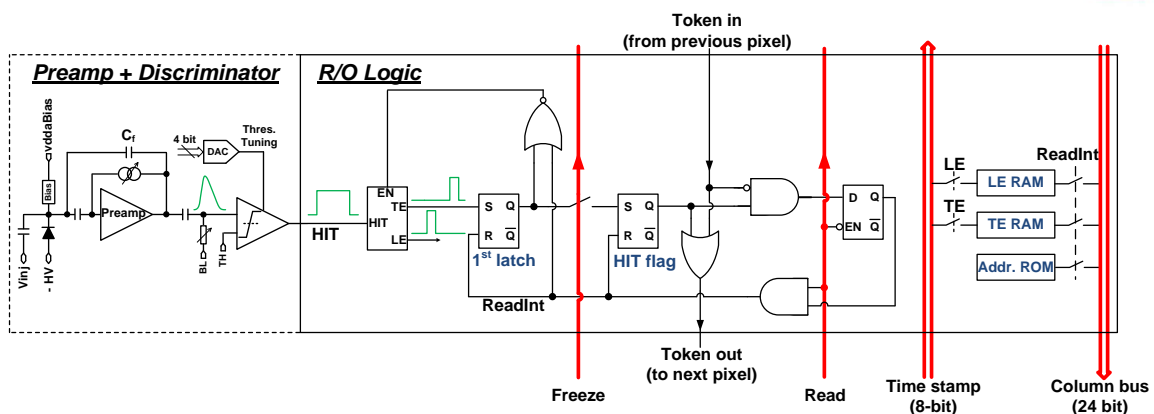 Token in
(from previous pixel)
Preamp + Discriminator
R/O Logic
vddaBias
Cf
4 bit
DAC
Thres.
Tuning
Bias
Preamp
Vinj
- HV
BL
TH
HIT
EN
TE
HIT
LE
S Q
R Q
1st latch
S Q
R Q
HIT flag
D Q
EN Q
ReadInt
LE
LE RAM
ReadInt
TE
TE RAM
Addr. ROM
Token out
(to next pixel)
Freeze
Read
Time stamp
(8-bit)
Column bus
(24 bit)